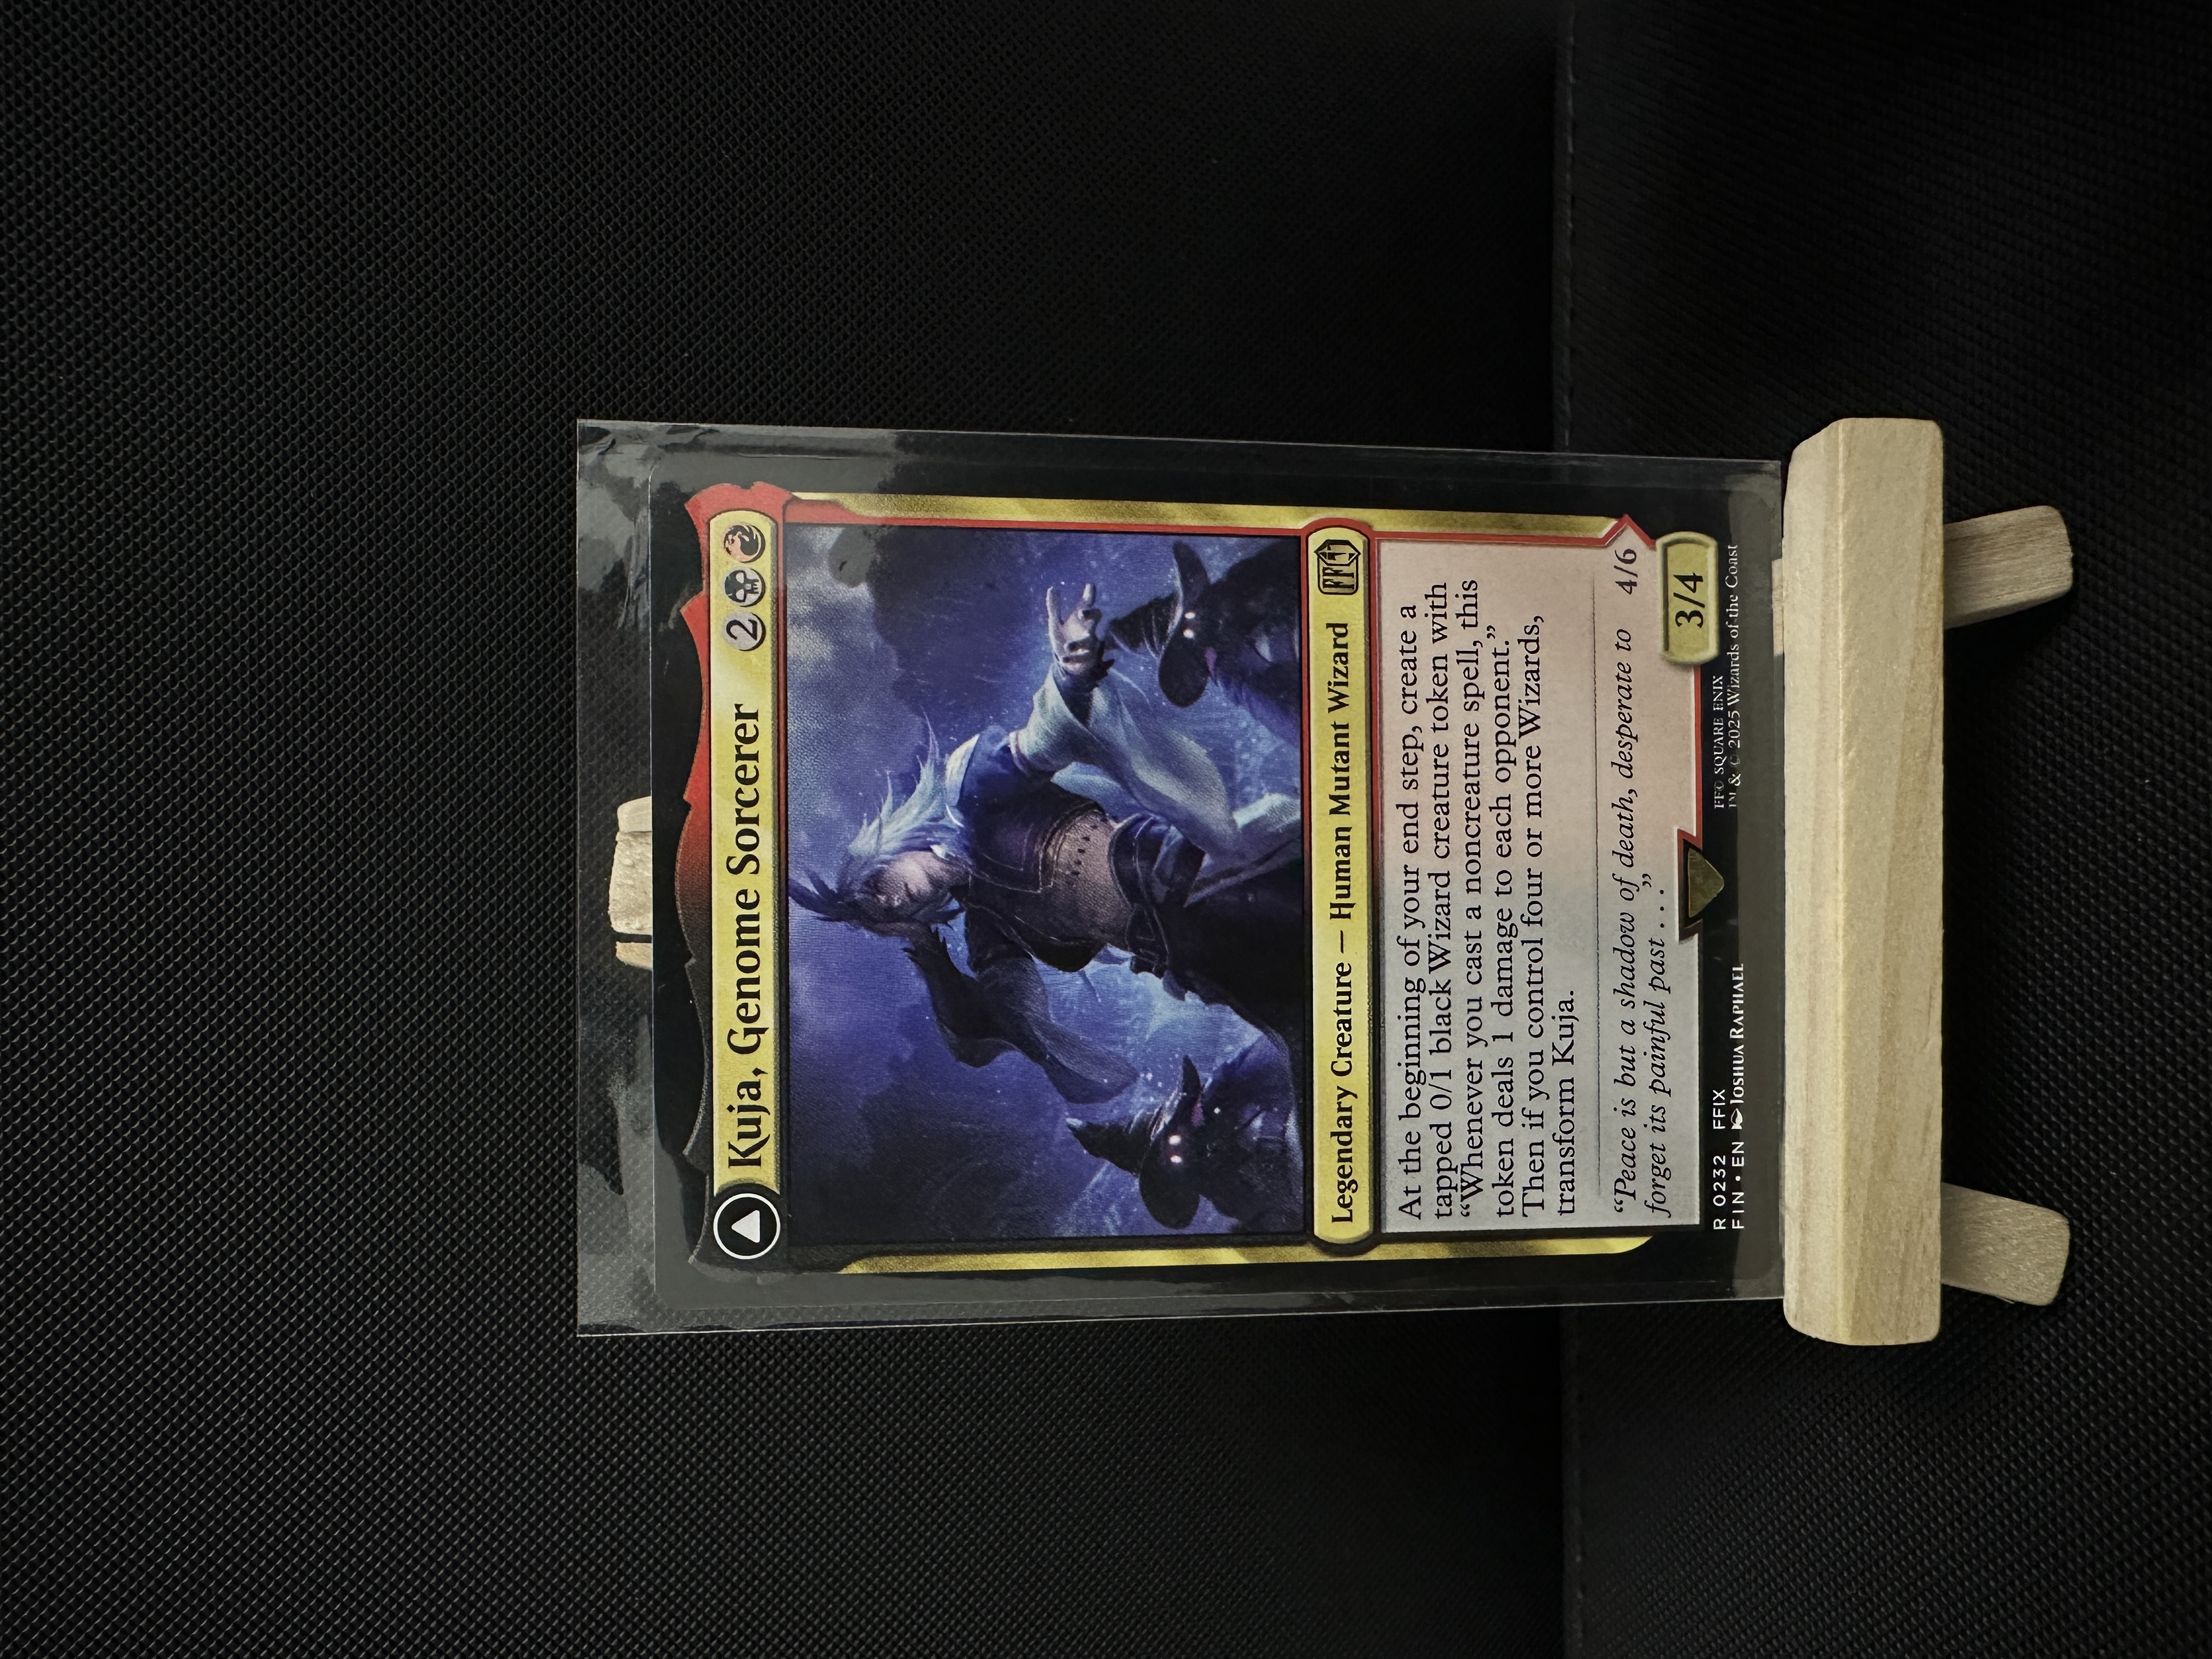 Kuja, Genome Sorcerer 2
Legendary Creature — Human Mutant Wizard FF
At the beginning of your end step, create a
tapped 0/1 black Wizard creature token with
“Whenever you cast a noncreature spell, this
token deals 1 damage to each opponent.”
Then if you control four or more Wizards,
transform Kuja.
“Peace is but a shadow of death, desperate to
forget its painful past . . .”
4/6
3/4
R 0232 FFIX
FIN • EN Joshua Raphael
FF© SQUARE ENIX
™ & © 2025 Wizards of the Coast